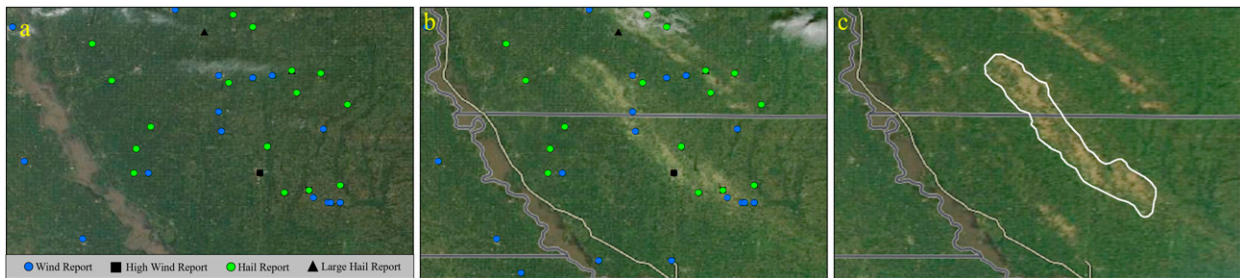 a
b
c
Wind Report
High Wind Report
Hail Report
Large Hail Report